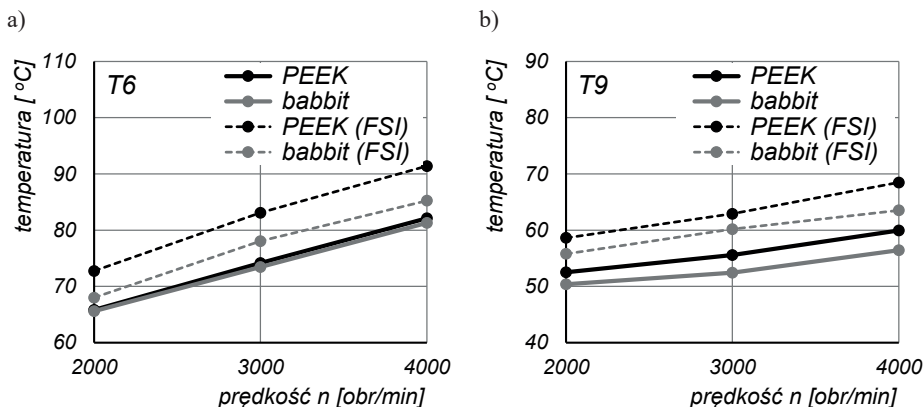 a)
T6
PEEK
babbit
PEEK (FSI)
babbit (FSI)
temperatura [ °C]
110
100
90
80
70
60
2000 3000 4000
prędkość n [obr/min]
b)
T9
PEEK
babbit
PEEK (FSI)
babbit (FSI)
temperatura [ °C]
90
80
70
60
50
40
2000 3000 4000
prędkość n [obr/min]